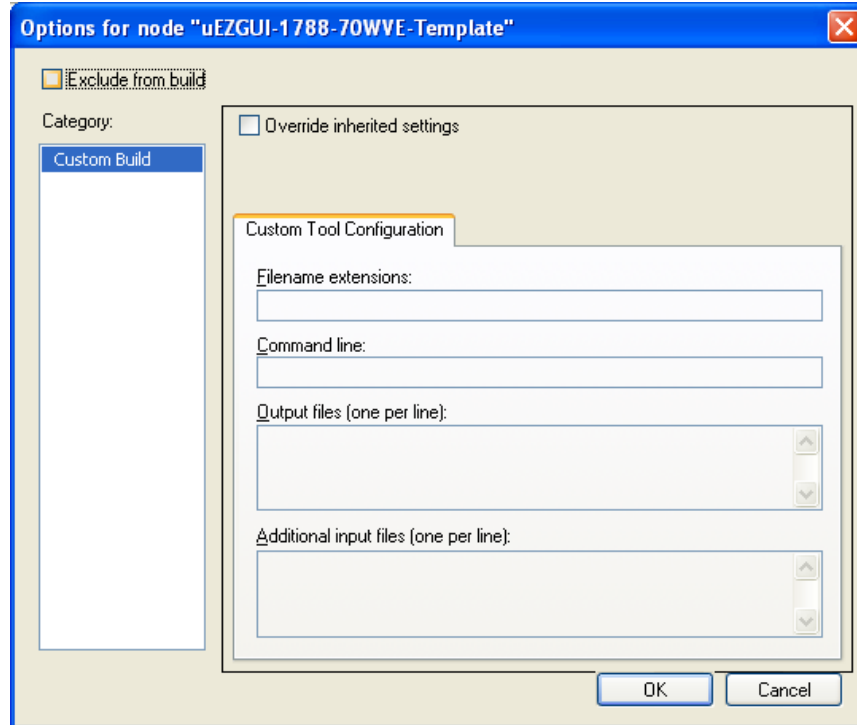 Options for node "uEZGUI-1788-70WVE-Template"
Exclude from build
Category:
Custom Build
Override inherited settings
Custom Tool Configuration
Filename extensions:
Command line:
Output files (one per line):
Additional input files (one per line):
OK
Cancel